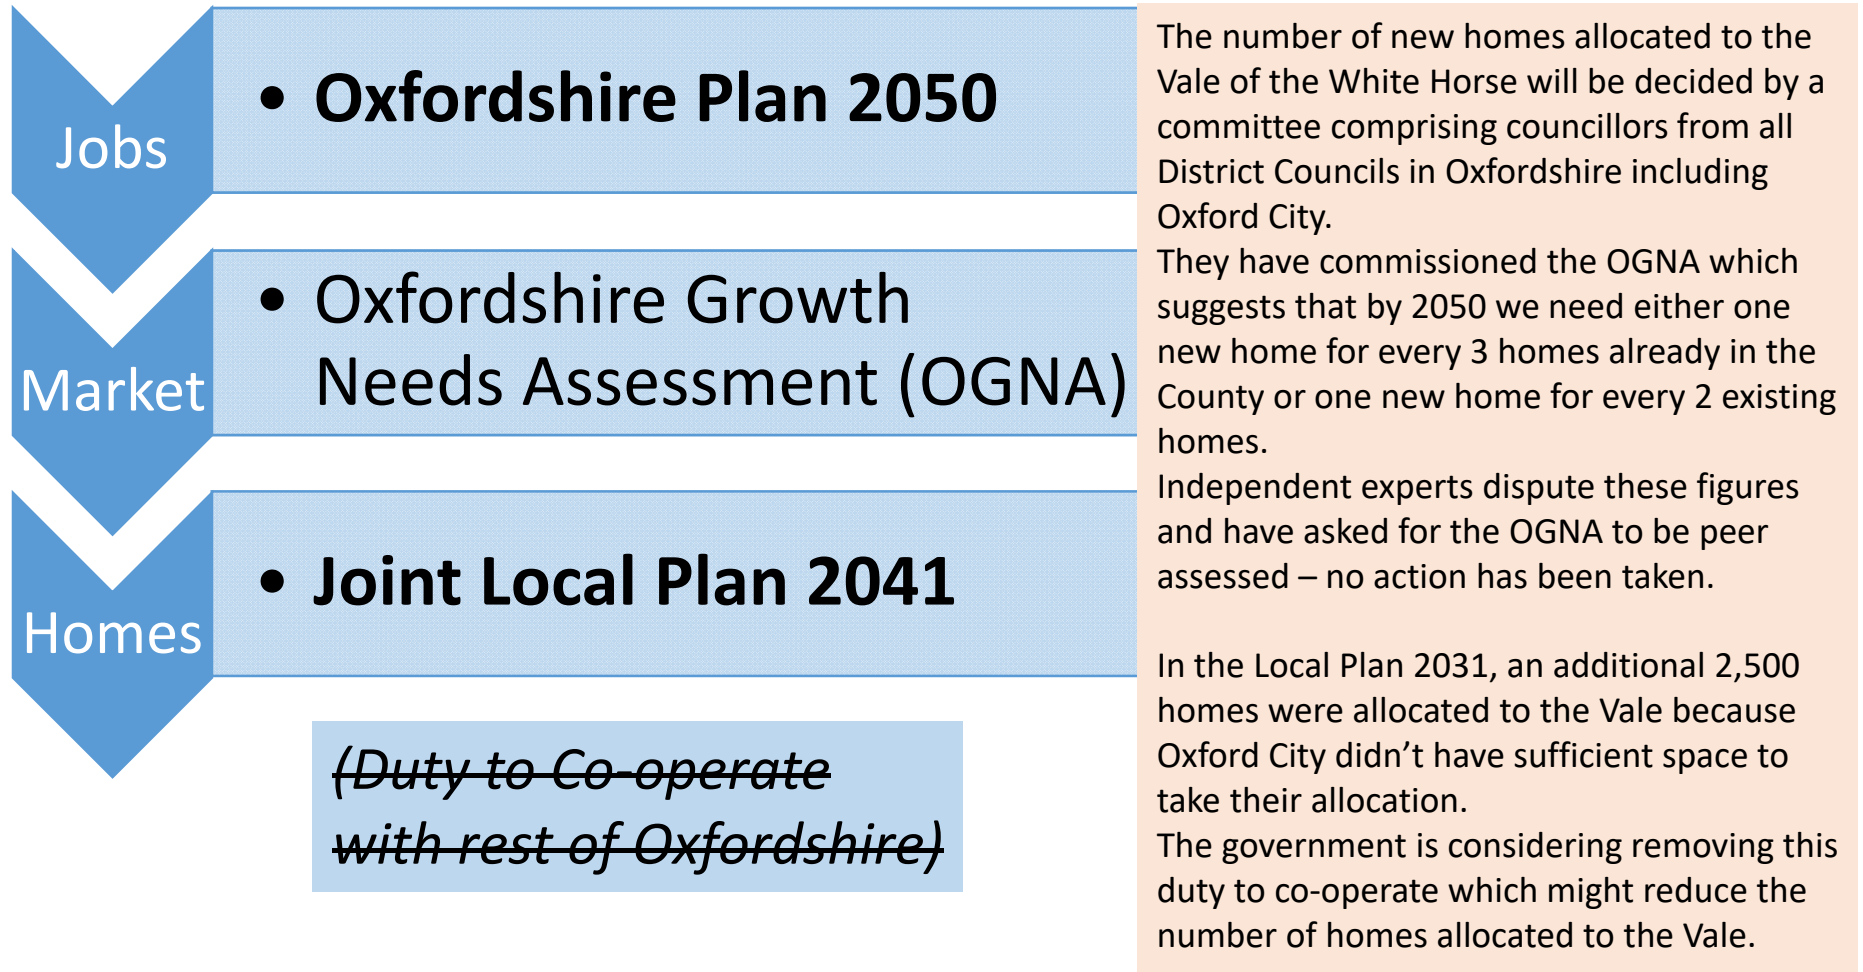 Jobs
• Oxfordshire Plan 2050
Market
• Oxfordshire Growth
Needs Assessment (OGNA)
Homes
• Joint Local Plan 2041
(Duty to Co-operate
with rest of Oxfordshire)
The number of new homes allocated to the
Vale of the White Horse will be decided by a
committee comprising councillors from all
District Councils in Oxfordshire including
Oxford City.
They have commissioned the OGNA which
suggests that by 2050 we need either one
new home for every 3 homes already in the
County or one new home for every 2 existing
homes.
Independent experts dispute these figures
and have asked for the OGNA to be peer
assessed – no action has been taken.
In the Local Plan 2031, an additional 2,500
homes were allocated to the Vale because
Oxford City didn’t have sufficient space to
take their allocation.
The government is considering removing this
duty to co-operate which might reduce the
number of homes allocated to the Vale.